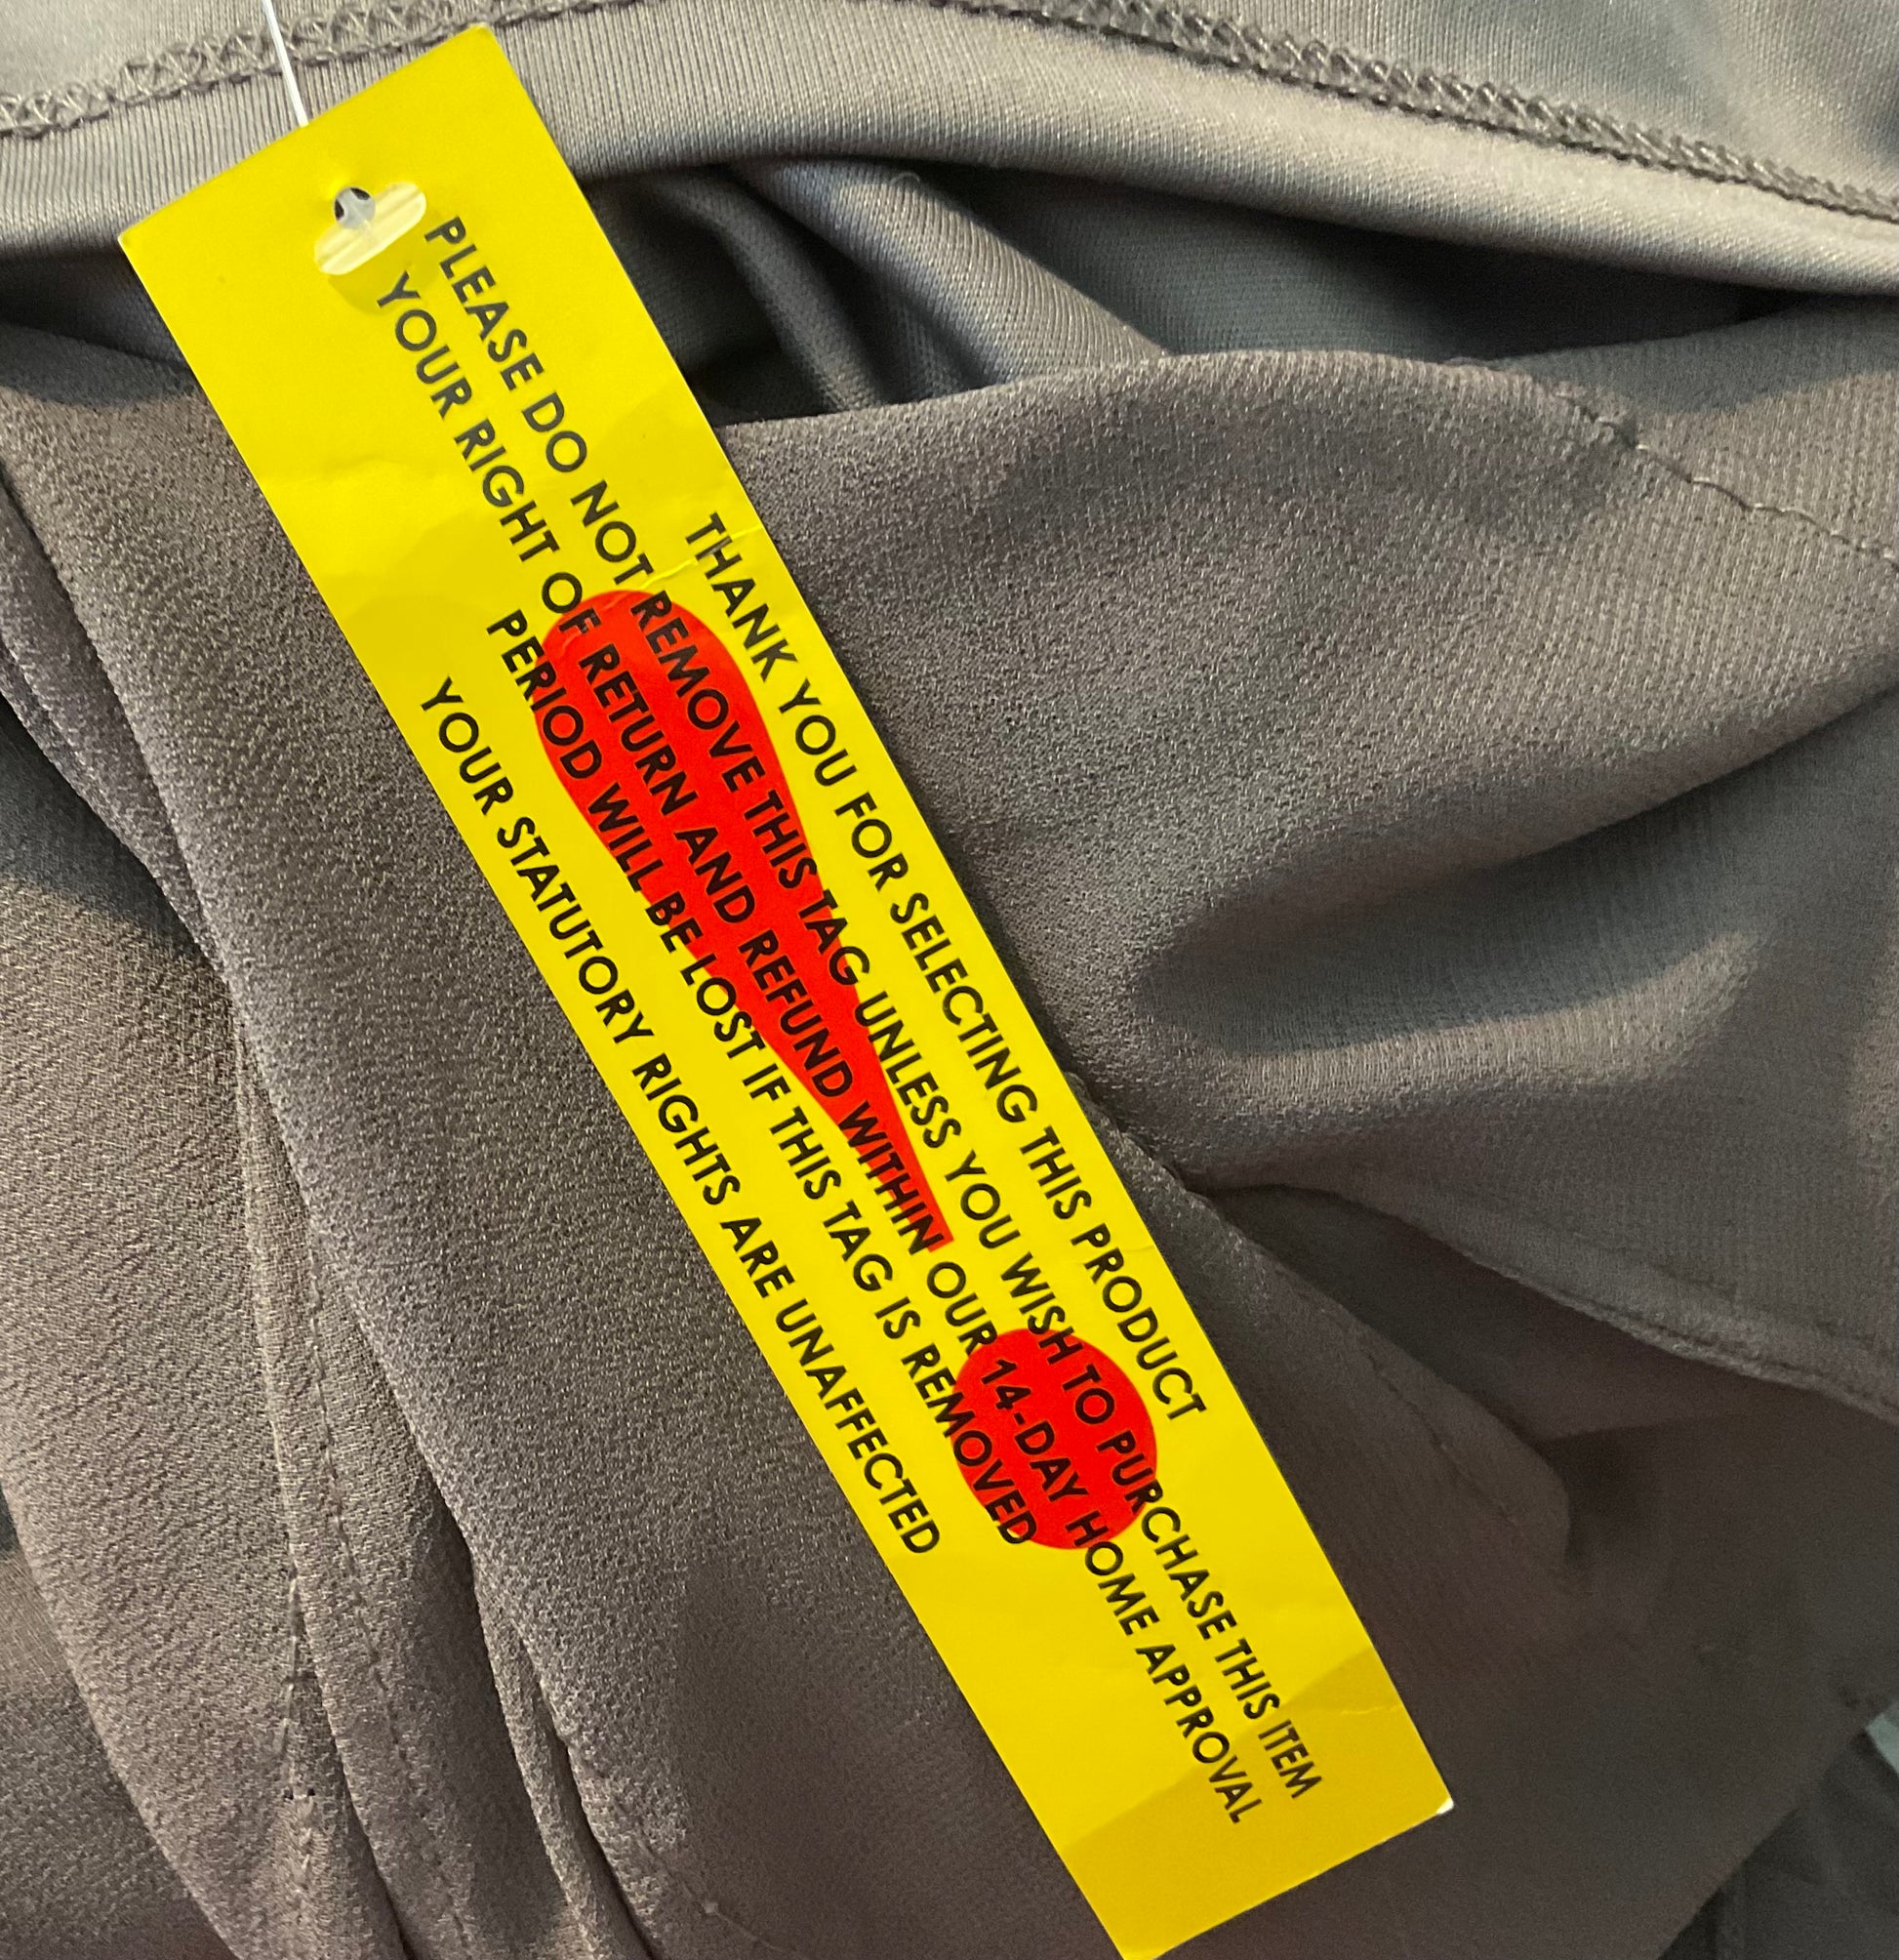 THANK YOU FOR SELECTING THIS PRODUCT
PLEASE DO NOT REMOVE THIS TAG UNLESS YOU WISH TO PURCHASE THIS ITEM
YOUR RIGHT OF RETURN AND REFUND WITHIN OUR 14-DAY HOME APPROVAL
PERIOD WILL BE LOST IF THIS TAG IS REMOVED
YOUR STATUTORY RIGHTS ARE UNAFFECTED